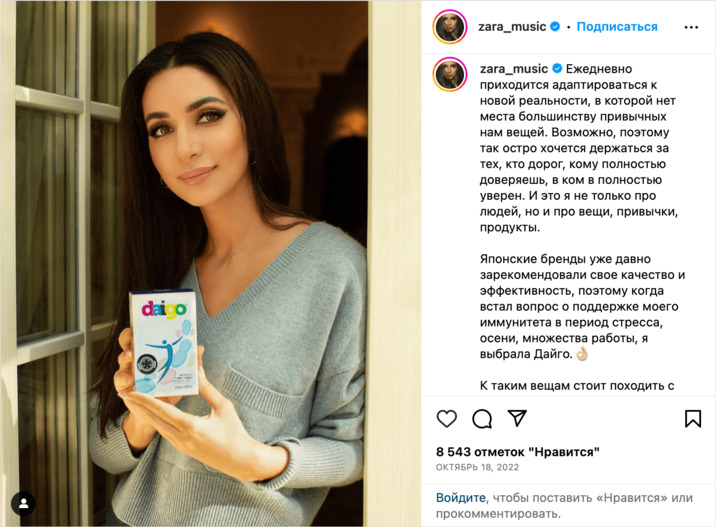 zara_music • Подписаться
zara_music Ежедневно
приходится адаптироваться к
новой реальности, в которой нет
места большинству привычных
нам вещей. Возможно, поэтому
так остро хочется держаться за
тех, кто дорог, кому полностью
доверяешь, в ком в полностью
уверен. И это я не только про
людей, но и про вещи, привычки,
продукты.
Японские бренды уже давно
зарекомендовали свое качество и
эффективность, поэтому когда
встал вопрос о поддержке моего
иммунитета в период стресса,
осени, множества работы, я
выбрала Дайго.👌🏼
К таким вещам стоит походить с
daigo
8 543 отметок "Нравится"
ОКТЯБРЬ 18, 2022
Войдите, чтобы поставить «Нравится» или
прокомментировать.